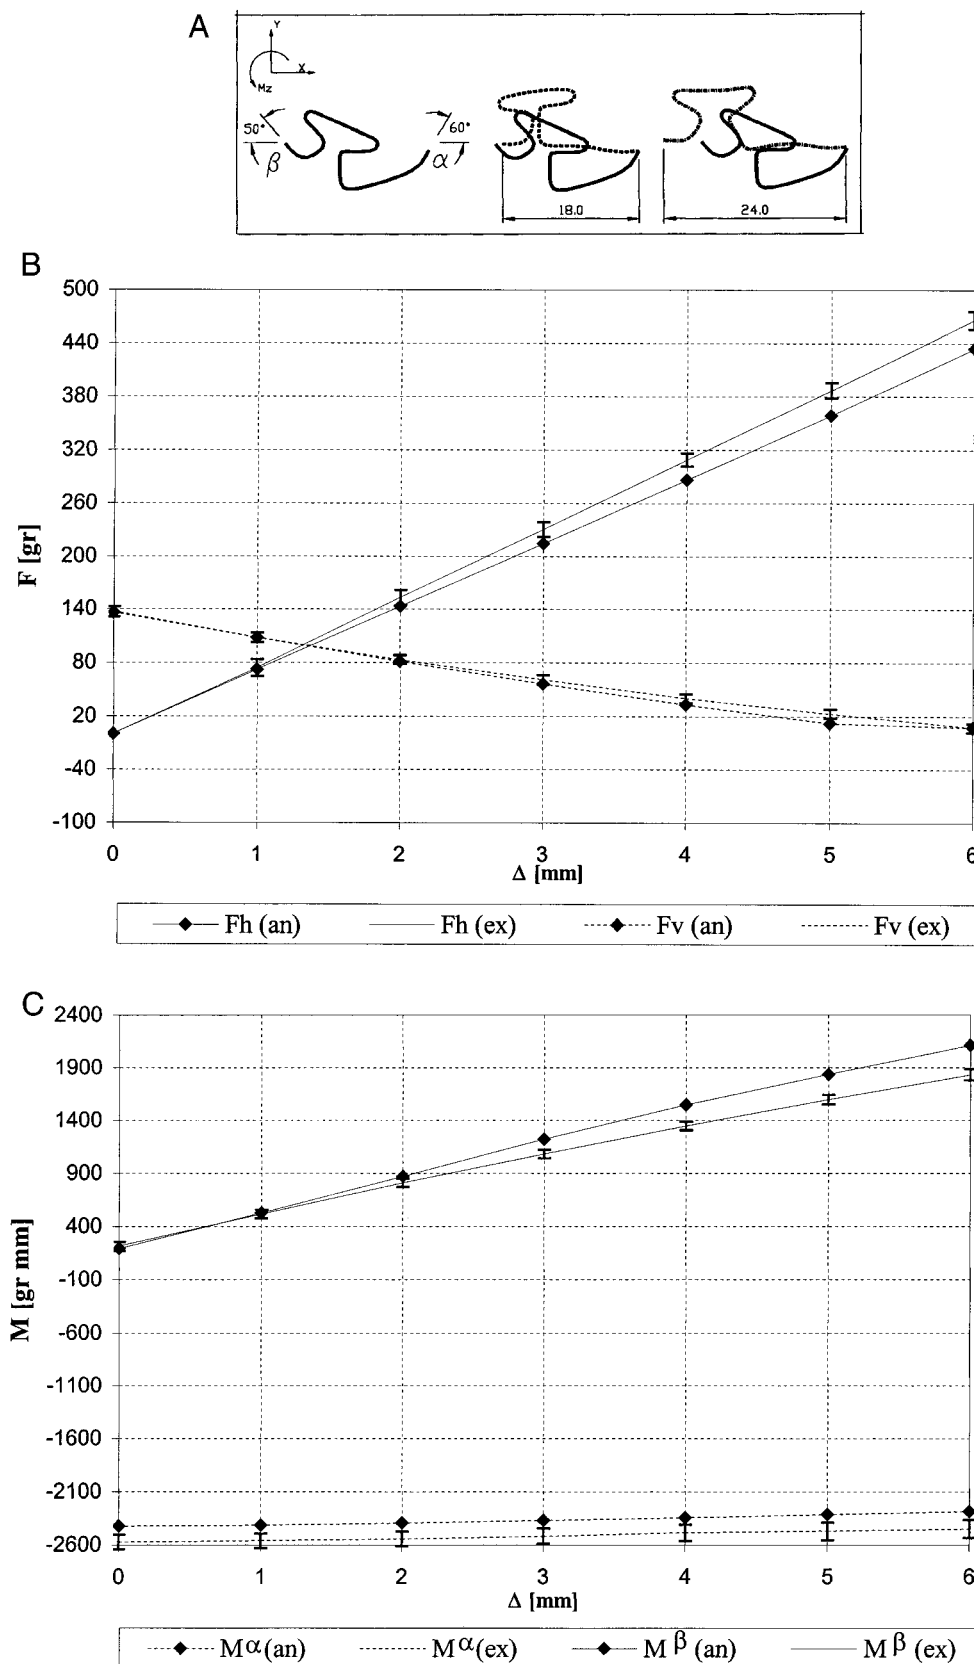 A
Y
X
Mz
50°
β
60°
α
18.0
24.0
B
500
440
380
320
260
200
140
80
20
-40
-100
F [gr]
0 1 2 3 4 5 6
Δ [mm]
Fh (an) Fh (ex) Fv (an) Fv (ex)
C
2400
1900
1400
900
400
-100
-600
-1100
-1600
-2100
-2600
M [gr mm]
0 1 2 3 4 5 6
Δ [mm]
Mα(an) Mα(ex) Mβ (an) Mβ (ex)